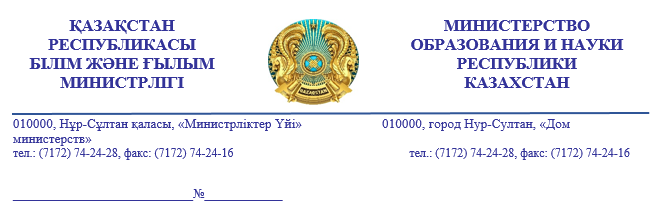 ҚАЗАҚСТАН
РЕСПУБЛИКАСЫ
БІЛІМ ЖӘНЕ ҒЫЛЫМ
МИНИСТРЛІГІ
QAZAQSTAN
МИНИСТЕРСТВО
ОБРАЗОВАНИЯ И НАУКИ
РЕСПУБЛИКИ
КАЗАХСТАН
010000, Нұр-Сұлтан қаласы, «Министрліктер Үйі» 010000, город Нур-Султан, «Дом
министерств»
тел.: (7172) 74-24-28, факс: (7172) 74-24-16 тел.: (7172) 74-24-28, факс: (7172) 74-24-16
____________________________№____________